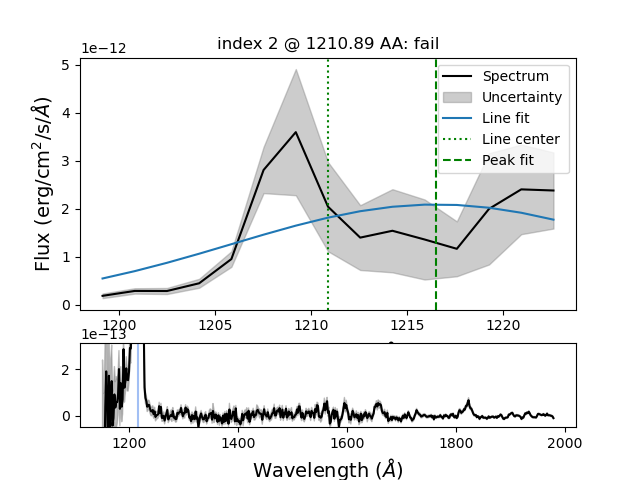 index 2 @ 1210.89 AA: fail
1e−12
Flux (erg/cm²/s/Å)
5
4
3
2
1
0
Spectrum
Uncertainty
Line fit
Line center
Peak fit
1200 1205 1210 1215 1220
1e−13
2
0
1200 1400 1600 1800 2000
Wavelength (Å)